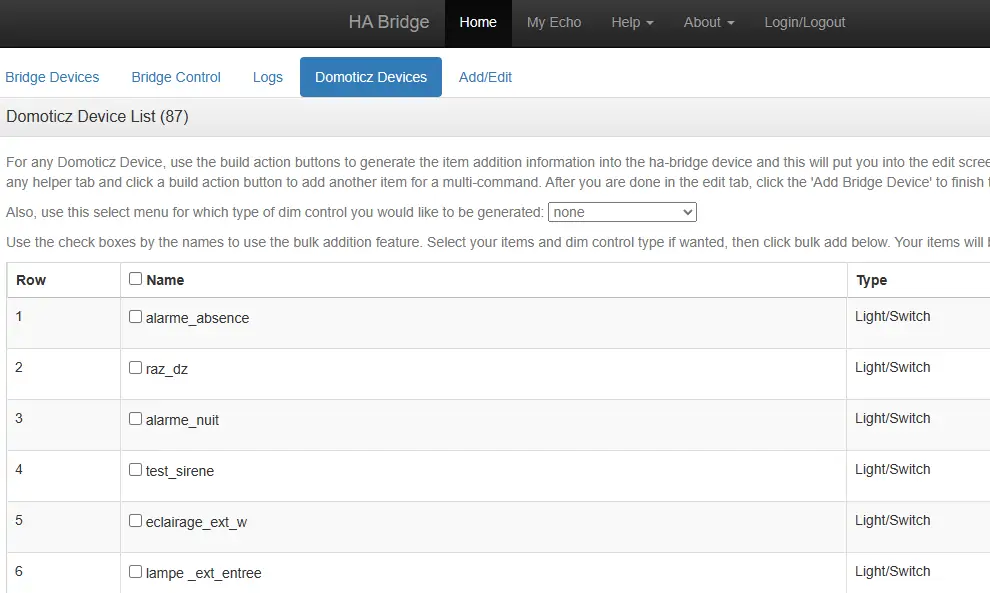 HA Bridge Home My Echo Help About Login/Logout
Bridge Devices Bridge Control Logs Domoticz Devices Add/Edit
Domoticz Device List (87)
For any Domoticz Device, use the build action buttons to generate the item addition information into the ha-bridge device and this will put you into the edit scree
any helper tab and click a build action button to add another item for a multi-command. After you are done in the edit tab, click the 'Add Bridge Device' to finish
Also, use this select menu for which type of dim control you would like to be generated: none
Use the check boxes by the names to use the bulk addition feature. Select your items and dim control type if wanted, then click bulk add below. Your items will
Row Name Type
1 alarme_absence Light/Switch
2 raz_dz Light/Switch
3 alarme_nuit Light/Switch
4 test_sirene Light/Switch
5 eclairage_ext_w Light/Switch
6 lampe _ext_entree Light/Switch